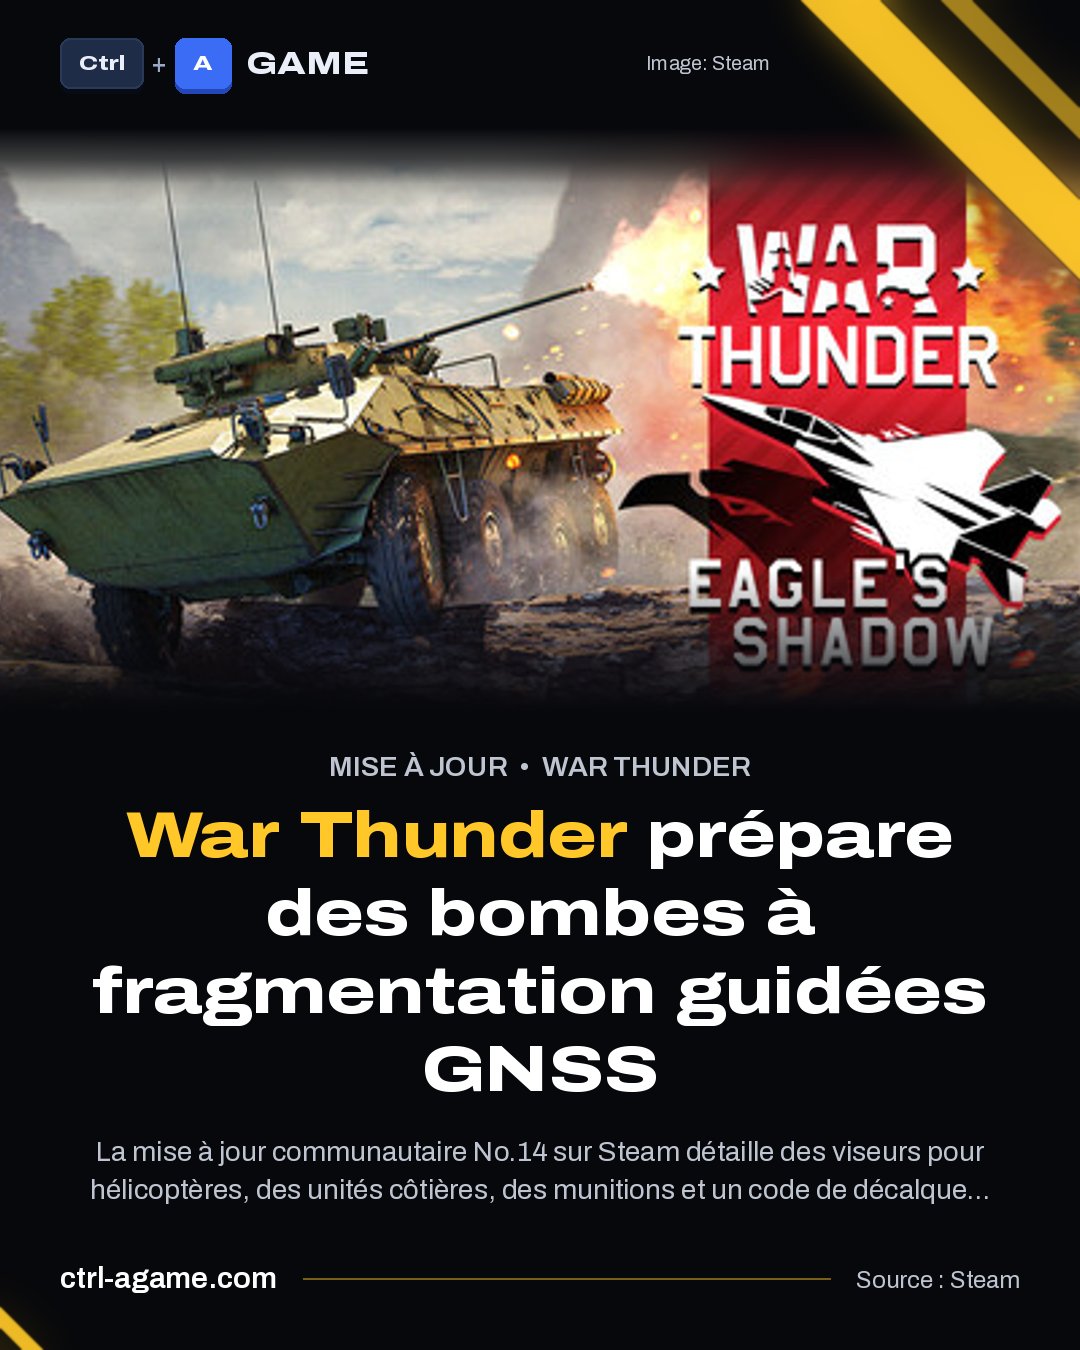 Ctrl + A GAME
Image: Steam
WAR
THUNDER
EAGLE'S
SHADOW
MISE À JOUR • WAR THUNDER
War Thunder prépare
des bombes à
fragmentation guidées
GNSS
La mise à jour communautaire No.14 sur Steam détaille des viseurs pour
hélicoptères, des unités côtières, des munitions et un code de décalque...
ctrl-agame.com
Source : Steam